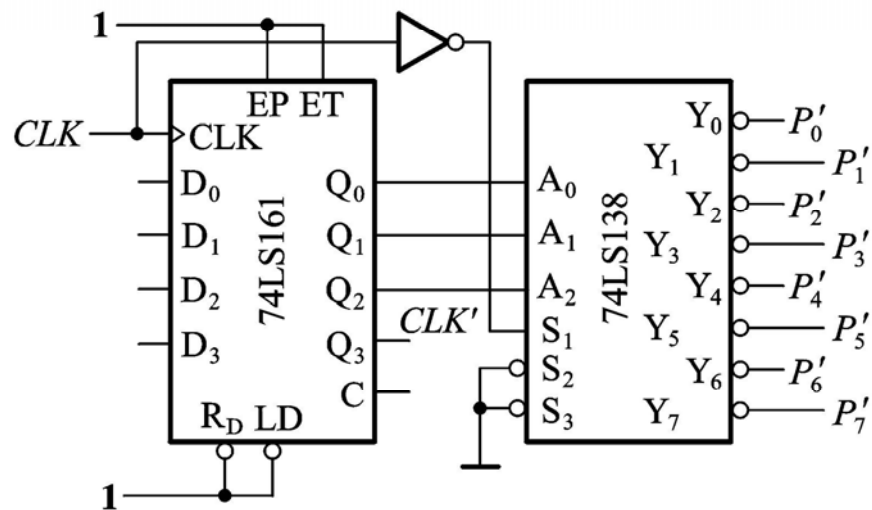 1
EP ET
CLK
CLK
D₀
D₁
D₂
D₃
74LS161
Q₀
Q₁
Q₂
Q₃
C
R_D LD
1
CLK'
A₀
A₁
A₂
S₁
S₂
S₃
74LS138
Y₀
Y₁
Y₂
Y₃
Y₄
Y₅
Y₆
Y₇
P₀'
P₁'
P₂'
P₃'
P₄'
P₅'
P₆'
P₇'